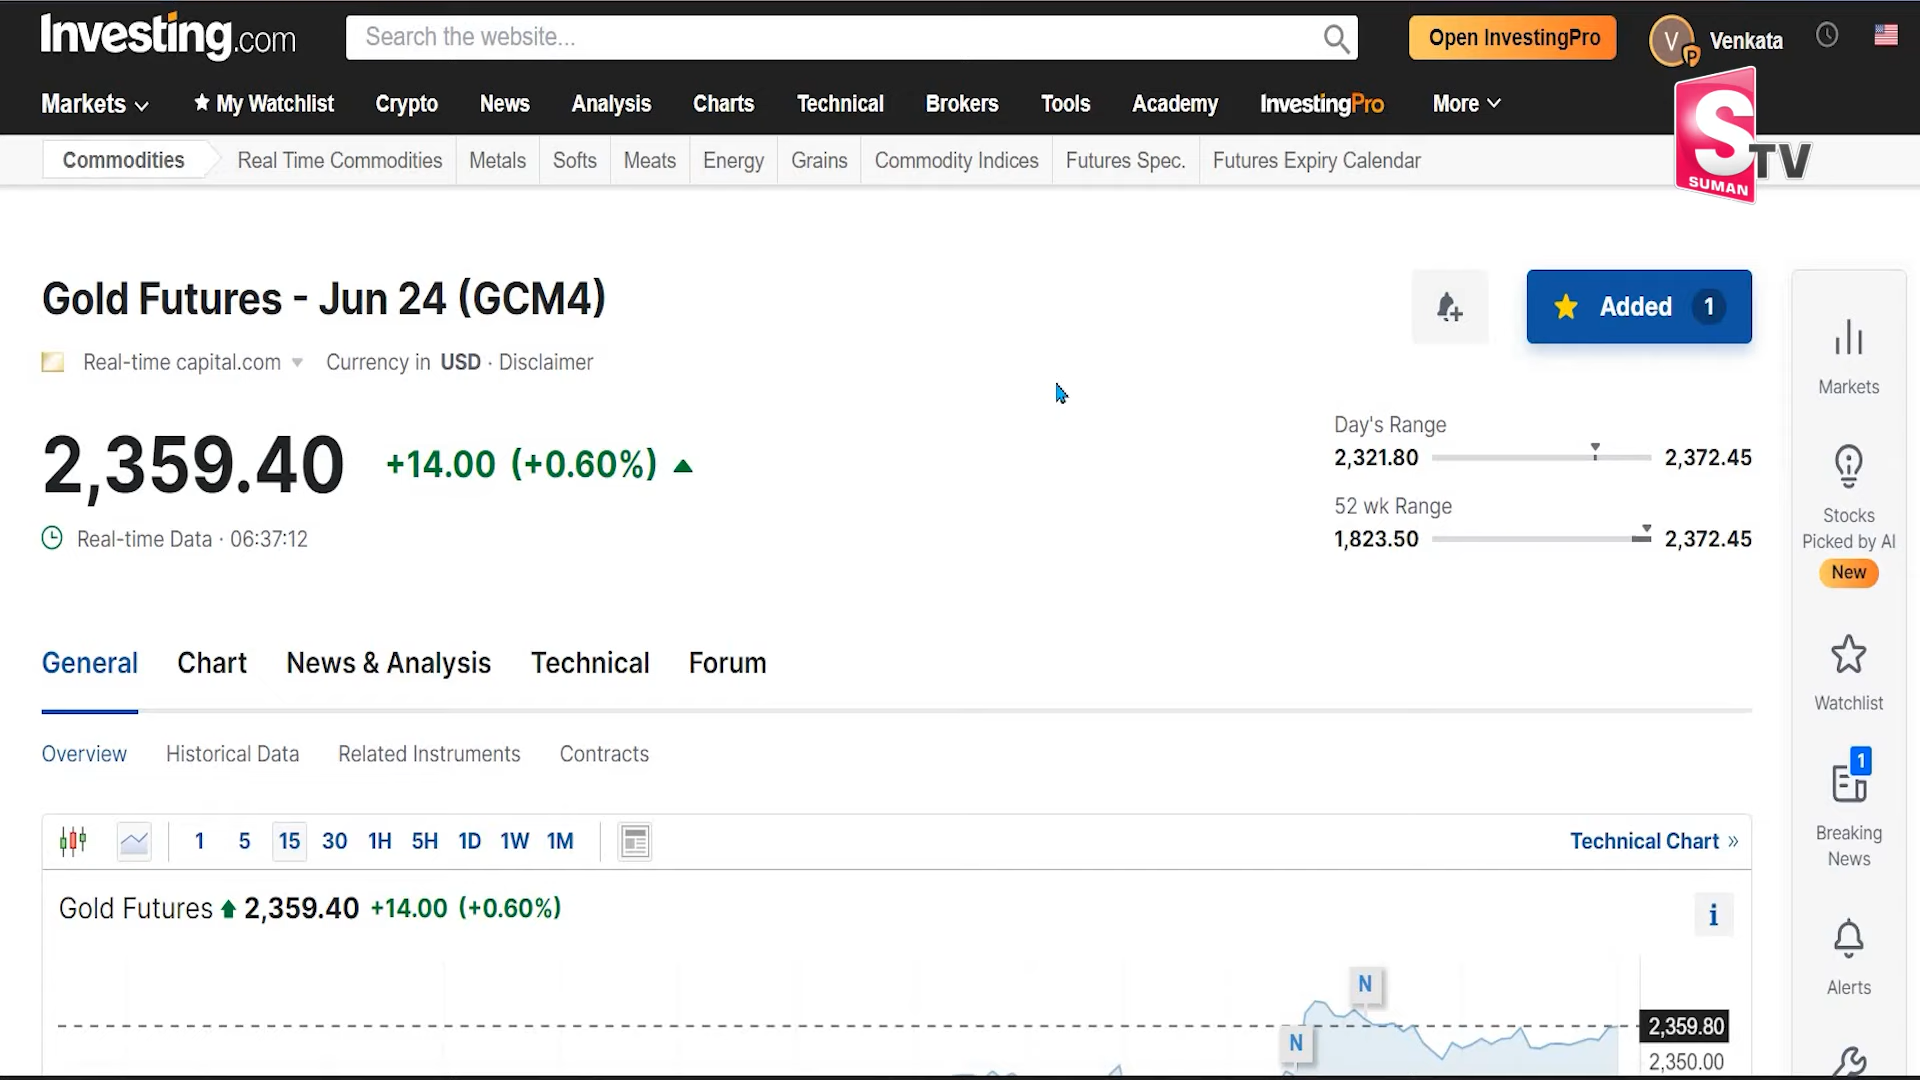 Investing.com
Search the website...
Open InvestingPro
V
P
Venkata
Markets
★ My Watchlist
Crypto
News
Analysis
Charts
Technical
Brokers
Tools
Academy
InvestingPro
More
S TV
SUMAN
Commodities
Real Time Commodities
Metals
Softs
Meats
Energy
Grains
Commodity Indices
Futures Spec.
Futures Expiry Calendar
Gold Futures - Jun 24 (GCM4)
Added 1
Real-time capital.com
Currency in USD · Disclaimer
2,359.40 +14.00 (+0.60%)
Real-time Data · 06:37:12
Day's Range
2,321.80 2,372.45
52 wk Range
1,823.50 2,372.45
Markets
Stocks
Picked by AI
New
Watchlist
1
Breaking
News
Alerts
General
Chart
News & Analysis
Technical
Forum
Overview
Historical Data
Related Instruments
Contracts
1 5 15 30 1H 5H 1D 1W 1M
Technical Chart »
Gold Futures 2,359.40 +14.00 (+0.60%)
i
N
N
2,359.80
2,350.00